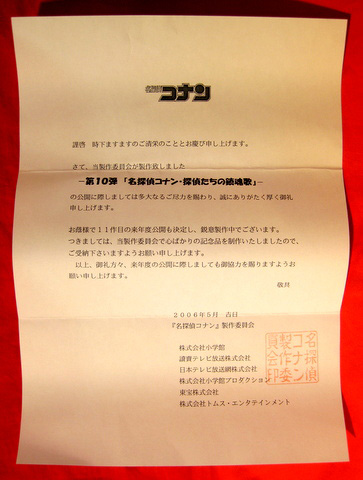 名探偵コナン
謹啓　時下ますますのご清栄のこととお慶び申し上げます。
さて、当製作委員会が製作致しました
－第１０弾 「名探偵コナン・探偵たちの鎮魂歌」－
の公開に際しましては多大なるご尽力を賜わり、誠にありがたく厚く御礼
申し上げます。
お蔭様で１１作目の来年度公開も決定し、鋭意製作中でございます。
つきましては、当製作委員会で心ばかりの記念品を制作いたしましたので、
ご受納下さいますようお願い申し上げます。
以上、御礼方々、来年度の公開に際しましても御協力を賜りますようお
願い申し上げます。
敬具
２００６年５月　吉日
『名探偵コナン』製作委員会
株式会社小学館
讀賣テレビ放送株式会社
日本テレビ放送網株式会社
株式会社小学館プロダクション
東宝株式会社
株式会社トムス・エンタテインメント
名探偵
コナン
製作委
員会印